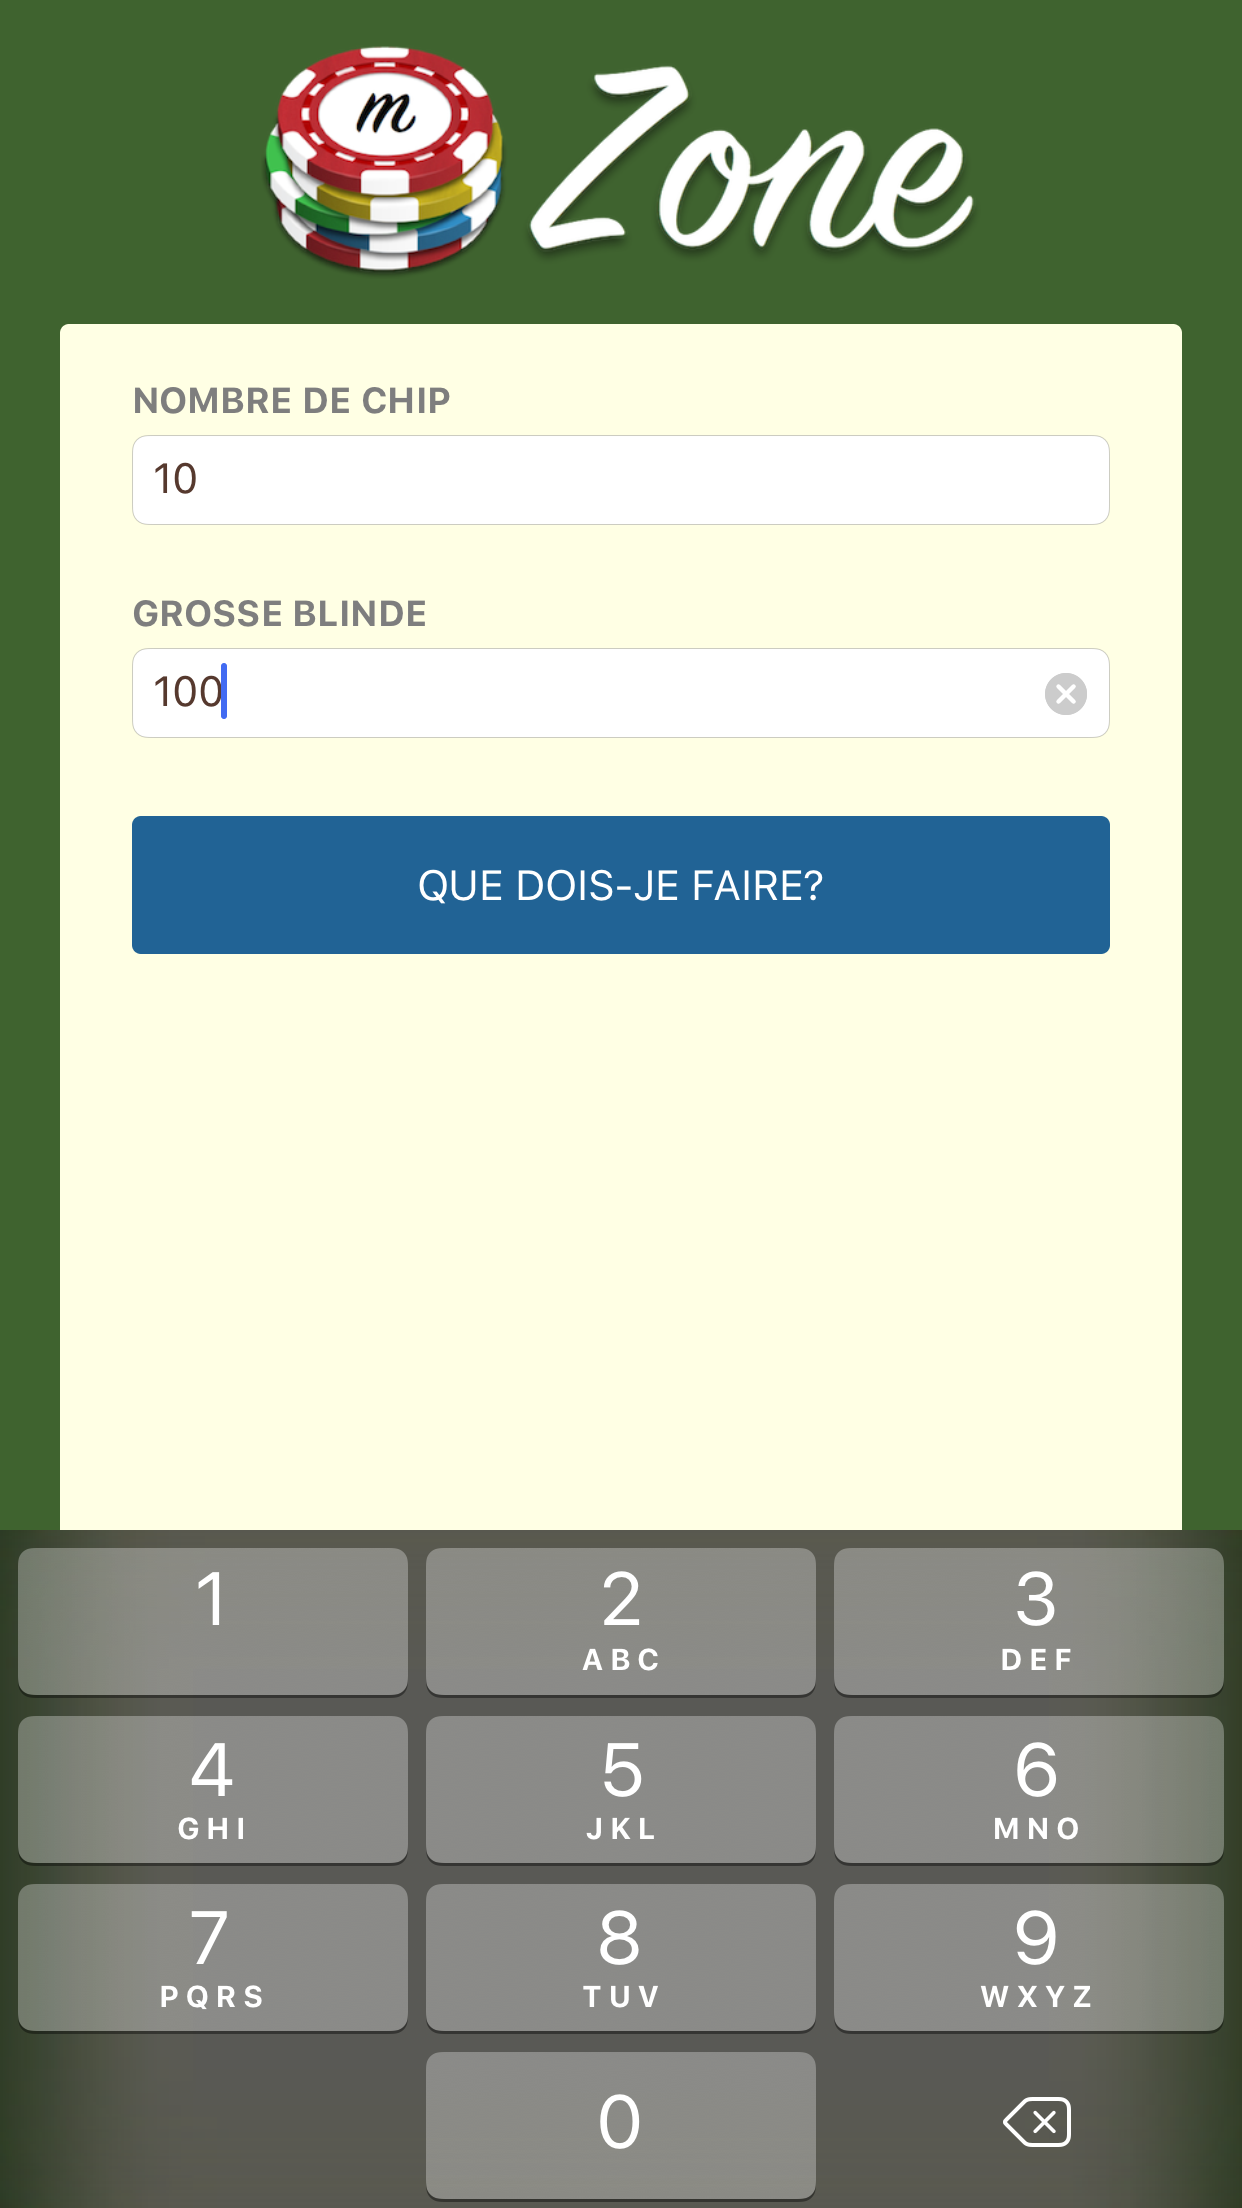 m Zone
NOMBRE DE CHIP
10
GROSSE BLINDE
100
QUE DOIS-JE FAIRE?
1 2 3
ABC DEF
4 5 6
GHI JKL MNO
7 8 9
PQRS TUV WXYZ
0